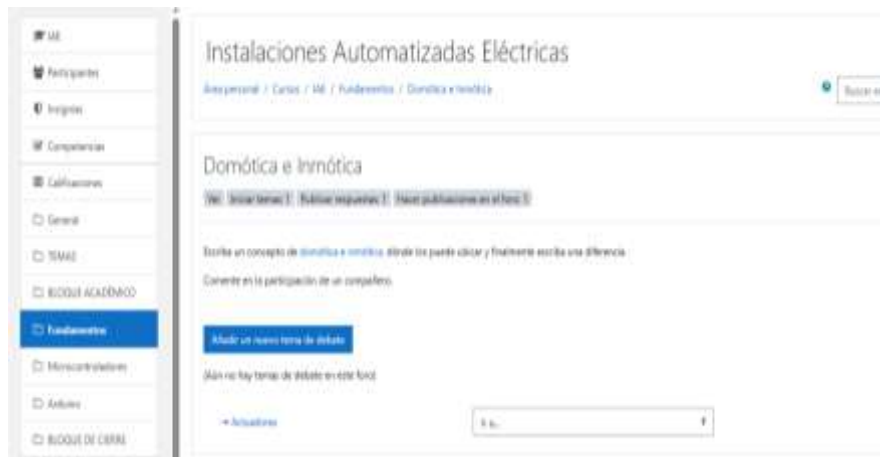 IAE
Participantes
Insignias
Competencias
Calificaciones
General
TEMAS
BLOQUE ACADÉMICO
Fundamentos
Microcontroladores
Arduino
BLOQUE DE CIERRE
Instalaciones Automatizadas Eléctricas
Área personal / Cursos / IAE / Fundamentos / Domótica e Inmótica
Buscar e
Domótica e Inmótica
Ver Iniciar temas: 1 Publicar respuestas: 1 Hacer publicaciones en el foro: 1
Escriba un concepto de domótica e inmótica, dónde los puede ubicar y finalmente escriba una diferencia.
Comente en la participación de un compañero.
Añadir un nuevo tema de debate
(Aún no hay temas de debate en este foro)
Actuadores
Ir a...